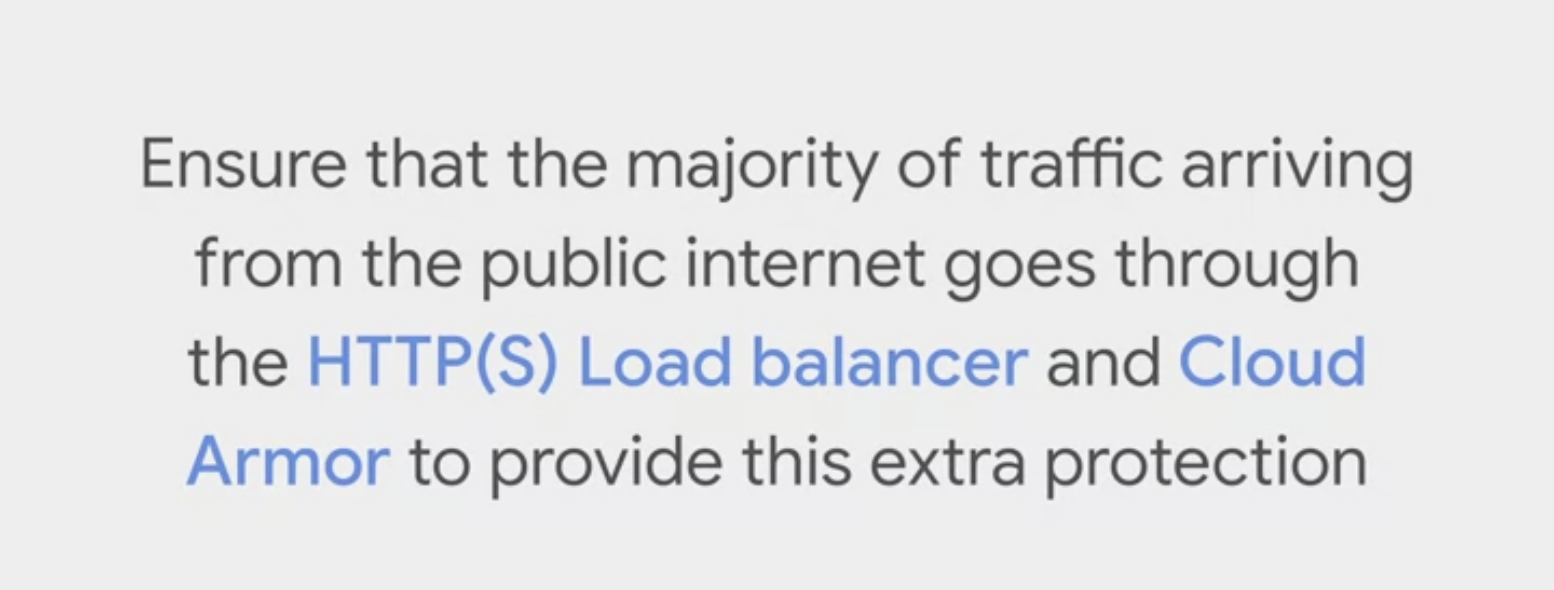 Ensure that the majority of traffic arriving
from the public internet goes through
the HTTP(S) Load balancer and Cloud
Armor to provide this extra protection